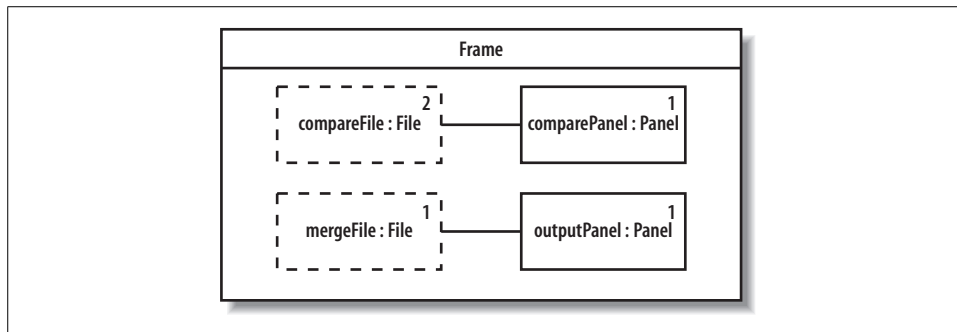 Frame
2
compareFile : File
1
comparePanel : Panel
1
mergeFile : File
1
outputPanel : Panel